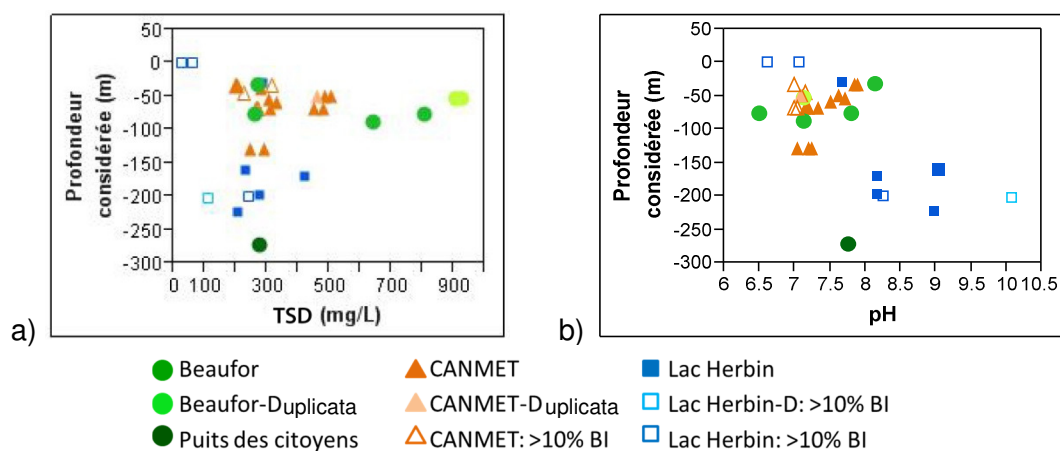 50
0
-50
-100
-150
-200
-250
-300
Profondeur
considérée (m)
0 100 300 500 700 900
TSD (mg/L)
a)
50
0
-50
-100
-150
-200
-250
-300
Profondeur
considérée (m)
6 6.5 7 7.5 8 8.5 9 9.5 10 10.5
pH
b)
Beaufor CANMET Lac Herbin
Beaufor-Duplicata CANMET-Duplicata Lac Herbin-D: >10% BI
Puits des citoyens CANMET: >10% BI Lac Herbin: >10% BI